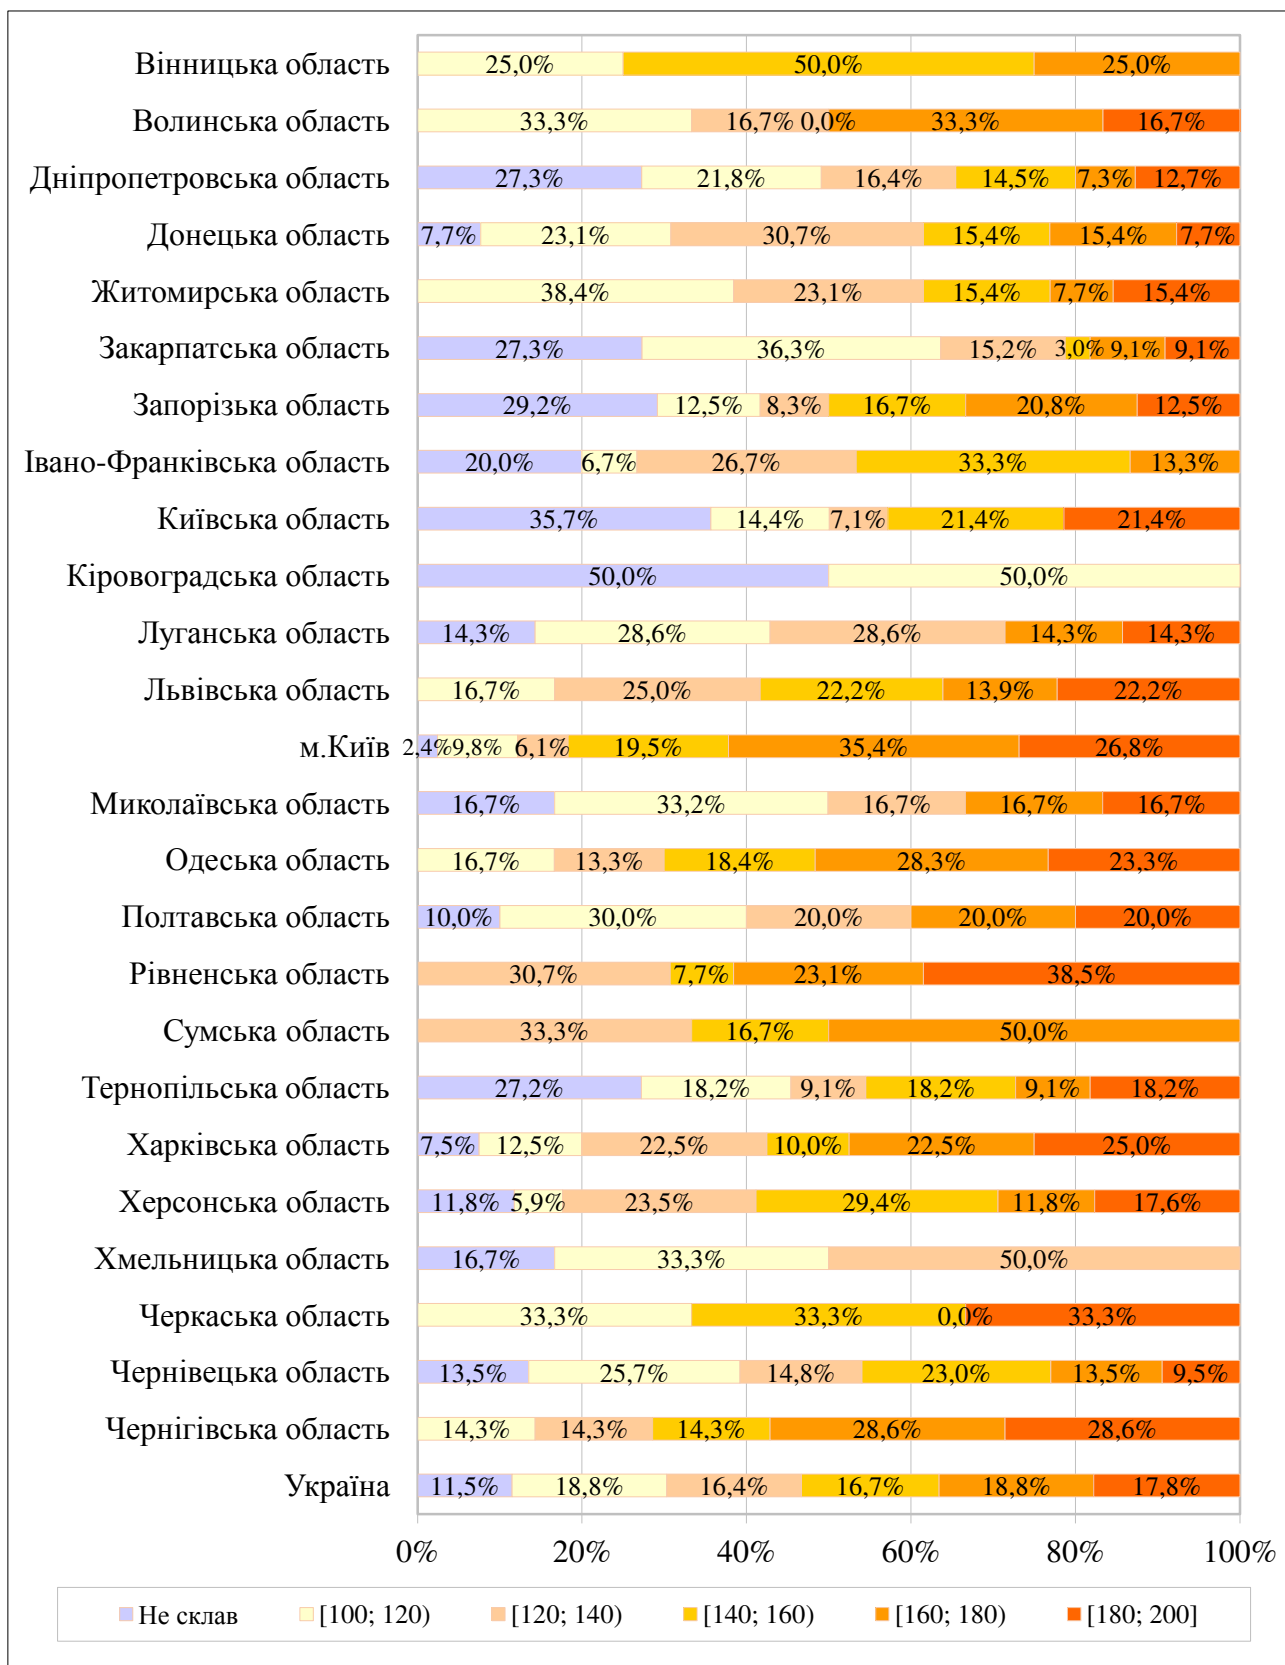 Вінницька область 25,0% 50,0% 25,0%
Волинська область 33,3% 16,7% 0,0% 33,3% 16,7%
Дніпропетровська область 27,3% 21,8% 16,4% 14,5% 7,3% 12,7%
Донецька область 7,7% 23,1% 30,7% 15,4% 15,4% 7,7%
Житомирська область 38,4% 23,1% 15,4% 7,7% 15,4%
Закарпатська область 27,3% 36,3% 15,2% 3,0% 9,1% 9,1%
Запорізька область 29,2% 12,5% 8,3% 16,7% 20,8% 12,5%
Івано-Франківська область 20,0% 6,7% 26,7% 33,3% 13,3%
Київська область 35,7% 14,4% 7,1% 21,4% 21,4%
Кіровоградська область 50,0% 50,0%
Луганська область 14,3% 28,6% 28,6% 14,3% 14,3%
Львівська область 16,7% 25,0% 22,2% 13,9% 22,2%
м.Київ 2,4% 9,8% 6,1% 19,5% 35,4% 26,8%
Миколаївська область 16,7% 33,2% 16,7% 16,7% 16,7%
Одеська область 16,7% 13,3% 18,4% 28,3% 23,3%
Полтавська область 10,0% 30,0% 20,0% 20,0% 20,0%
Рівненська область 30,7% 7,7% 23,1% 38,5%
Сумська область 33,3% 16,7% 50,0%
Тернопільська область 27,2% 18,2% 9,1% 18,2% 9,1% 18,2%
Харківська область 7,5% 12,5% 22,5% 10,0% 22,5% 25,0%
Херсонська область 11,8% 5,9% 23,5% 29,4% 11,8% 17,6%
Хмельницька область 16,7% 33,3% 50,0%
Черкаська область 33,3% 33,3% 0,0% 33,3%
Чернівецька область 13,5% 25,7% 14,8% 23,0% 13,5% 9,5%
Чернігівська область 14,3% 14,3% 14,3% 28,6% 28,6%
Україна 11,5% 18,8% 16,4% 16,7% 18,8% 17,8%
0% 20% 40% 60% 80% 100%
Не склав [100; 120) [120; 140) [140; 160) [160; 180) [180; 200]